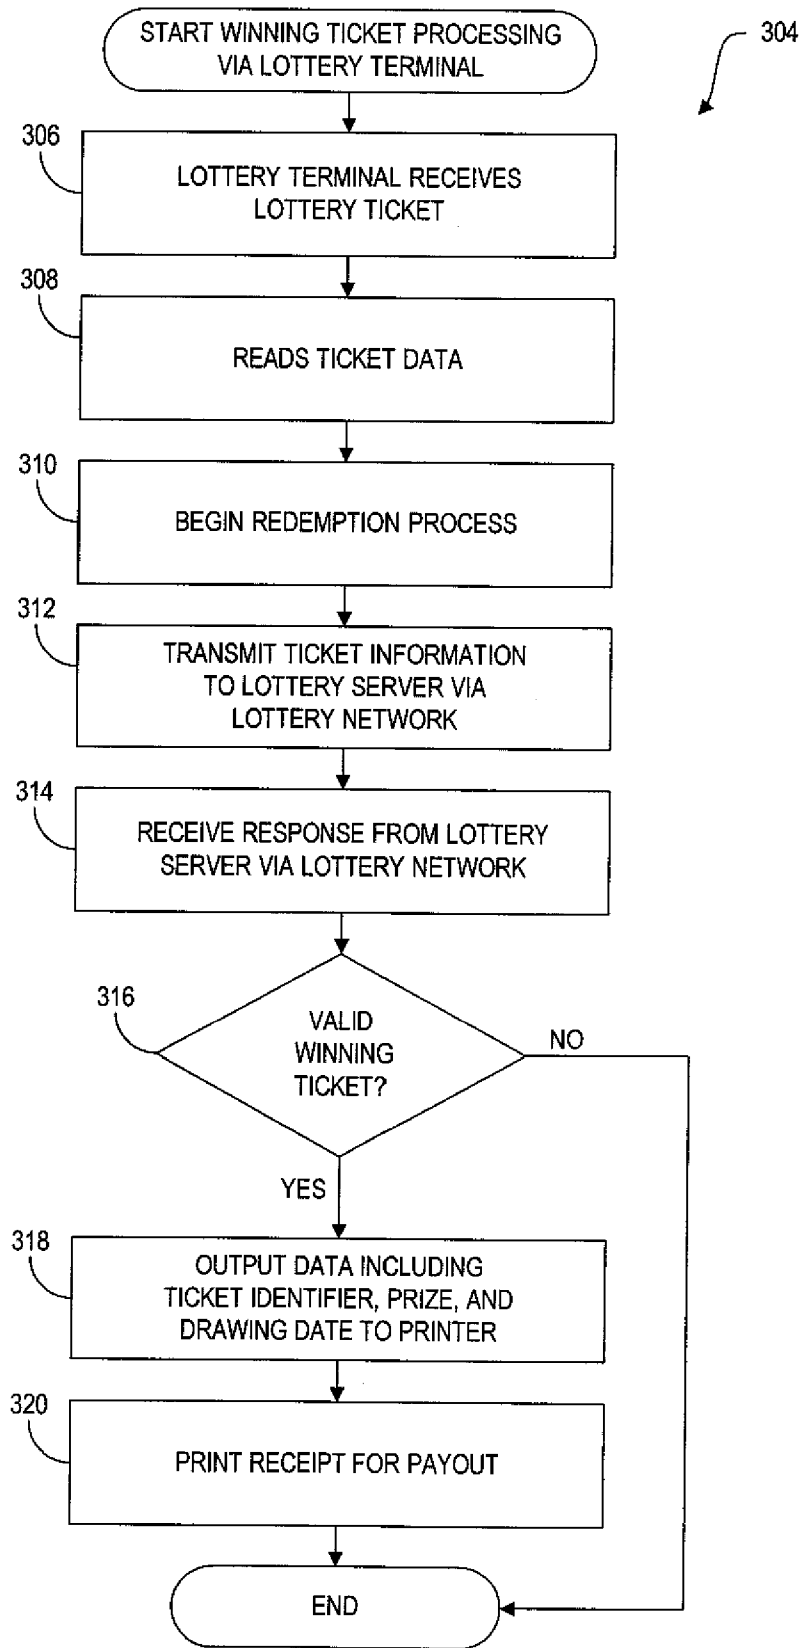 START WINNING TICKET PROCESSING
VIA LOTTERY TERMINAL
304
306
LOTTERY TERMINAL RECEIVES
LOTTERY TICKET
308
READS TICKET DATA
310
BEGIN REDEMPTION PROCESS
312
TRANSMIT TICKET INFORMATION
TO LOTTERY SERVER VIA
LOTTERY NETWORK
314
RECEIVE RESPONSE FROM LOTTERY
SERVER VIA LOTTERY NETWORK
316
VALID
WINNING
TICKET?
NO
YES
318
OUTPUT DATA INCLUDING
TICKET IDENTIFIER, PRIZE, AND
DRAWING DATE TO PRINTER
320
PRINT RECEIPT FOR PAYOUT
END